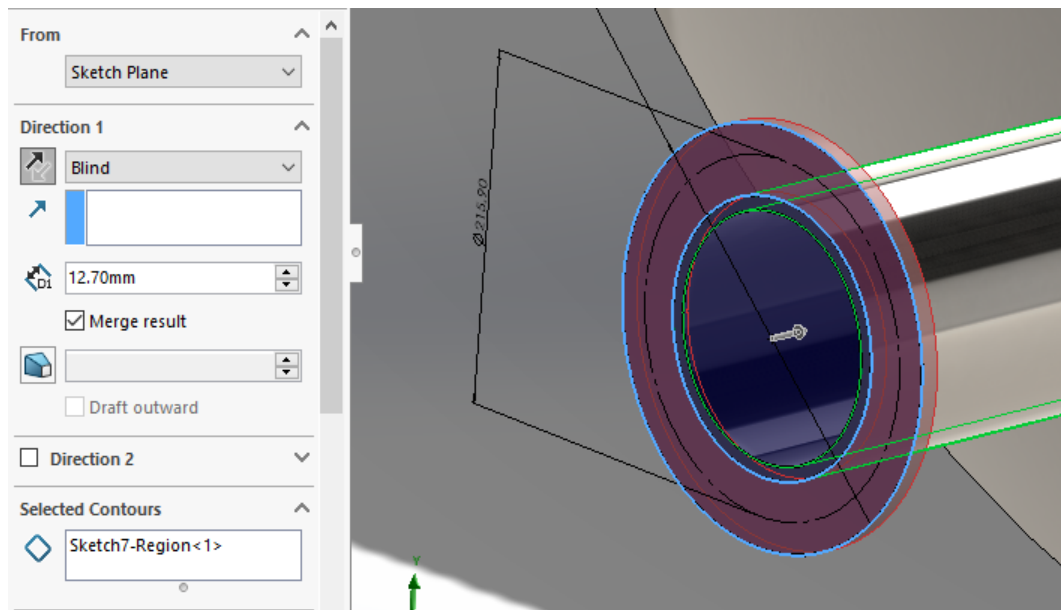 From
Sketch Plane
Direction 1
Blind
D1
12.70mm
Merge result
Draft outward
Direction 2
Selected Contours
Sketch7-Region<1>
Ø215.90
Y